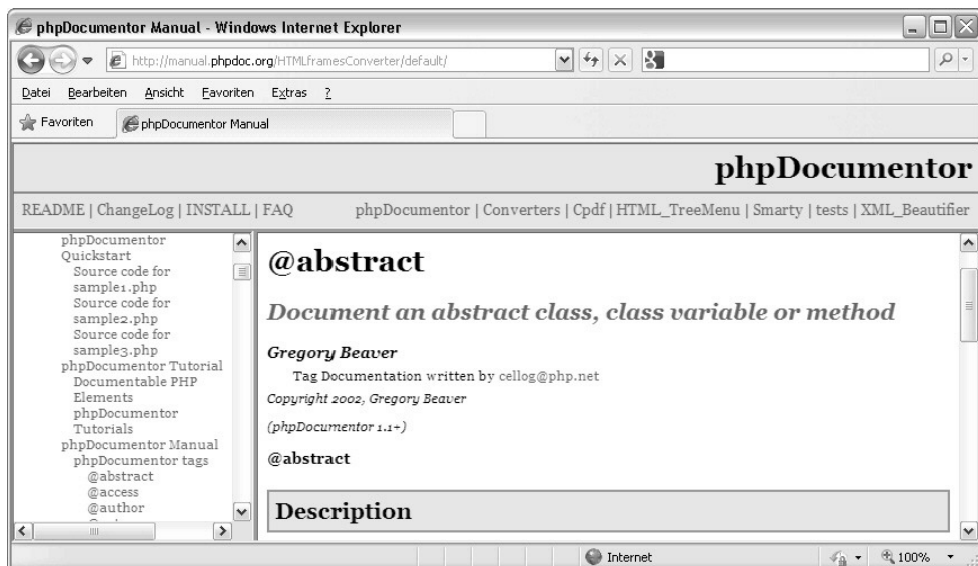 phpDocumentor Manual - Windows Internet Explorer
http://manual.phpdoc.org/HTMLframesConverter/default/
Datei Bearbeiten Ansicht Favoriten Extras ?
Favoriten phpDocumentor Manual
phpDocumentor
README | ChangeLog | INSTALL | FAQ phpDocumentor | Converters | Cpdf | HTML_TreeMenu | Smarty | tests | XML_Beautifier
phpDocumentor
Quickstart
Source code for
sample1.php
Source code for
sample2.php
Source code for
sample3.php
phpDocumentor Tutorial
Documentable PHP
Elements
phpDocumentor
Tutorials
phpDocumentor Manual
phpDocumentor tags
@abstract
@access
@author
@abstract
Document an abstract class, class variable or method
Gregory Beaver
Tag Documentation written by cellog@php.net
Copyright 2002, Gregory Beaver
(phpDocumentor 1.1+)
@abstract
Description
Internet 100%